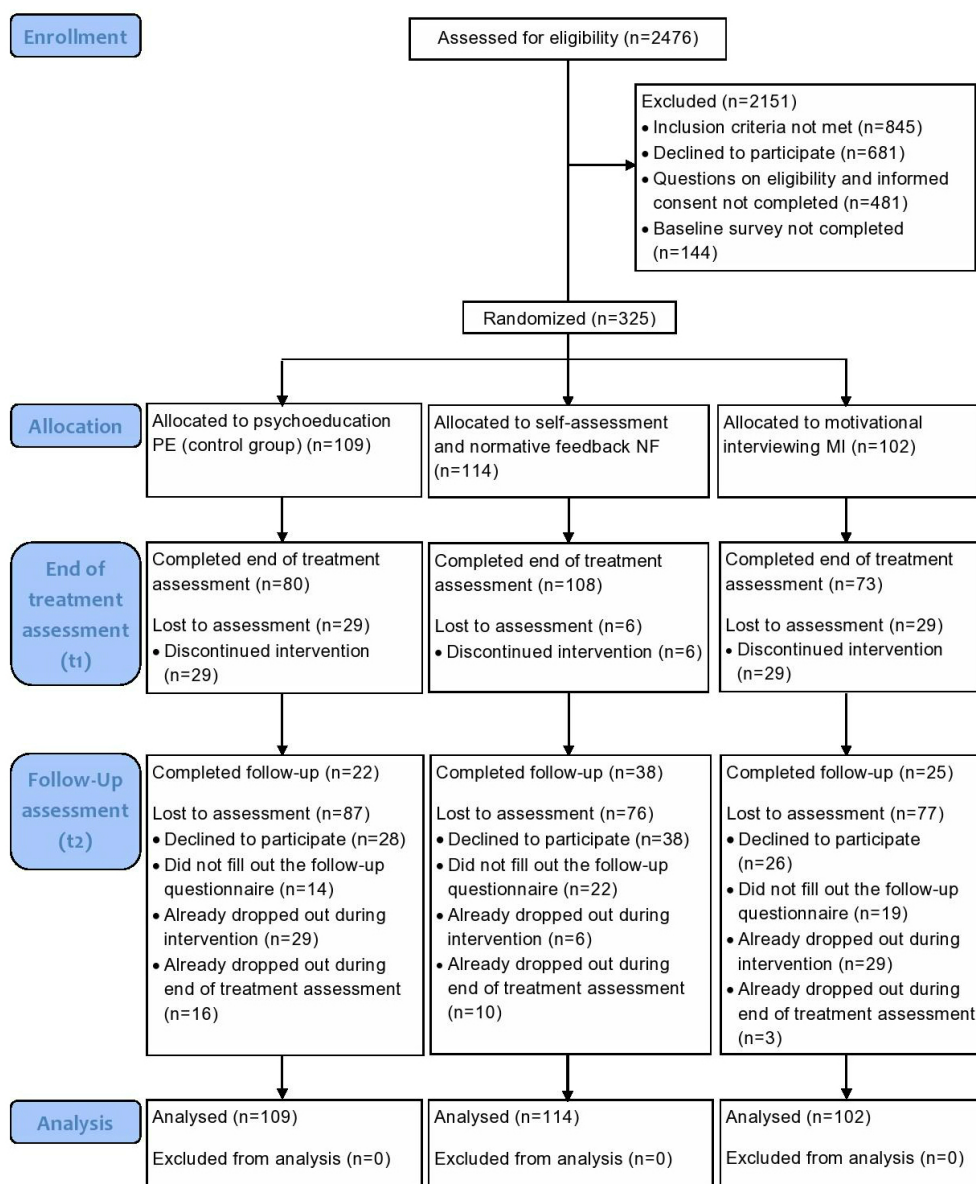 Enrollment
Assessed for eligibility (n=2476)
Excluded (n=2151)
• Inclusion criteria not met (n=845)
• Declined to participate (n=681)
• Questions on eligibility and informed
consent not completed (n=481)
• Baseline survey not completed
(n=144)
Randomized (n=325)
Allocation
Allocated to psychoeducation
PE (control group) (n=109)
Allocated to self-assessment
and normative feedback NF
(n=114)
Allocated to motivational
interviewing MI (n=102)
End of
treatment
assessment
(t1)
Completed end of treatment
assessment (n=80)
Lost to assessment (n=29)
• Discontinued intervention
(n=29)
Completed end of treatment
assessment (n=108)
Lost to assessment (n=6)
• Discontinued intervention (n=6)
Completed end of treatment
assessment (n=73)
Lost to assessment (n=29)
• Discontinued intervention
(n=29)
Follow-Up
assessment
(t2)
Completed follow-up (n=22)
Lost to assessment (n=87)
• Declined to participate (n=28)
• Did not fill out the follow-up
questionnaire (n=14)
• Already dropped out during
intervention (n=29)
• Already dropped out during
end of treatment assessment
(n=16)
Completed follow-up (n=38)
Lost to assessment (n=76)
• Declined to participate (n=38)
• Did not fill out the follow-up
questionnaire (n=22)
• Already dropped out during
intervention (n=6)
• Already dropped out during
end of treatment assessment
(n=10)
Completed follow-up (n=25)
Lost to assessment (n=77)
• Declined to participate
(n=26)
• Did not fill out the follow-up
questionnaire (n=19)
• Already dropped out during
intervention (n=29)
• Already dropped out during
end of treatment assessment
(n=3)
Analysis
Analysed (n=109)
Excluded from analysis (n=0)
Analysed (n=114)
Excluded from analysis (n=0)
Analysed (n=102)
Excluded from analysis (n=0)